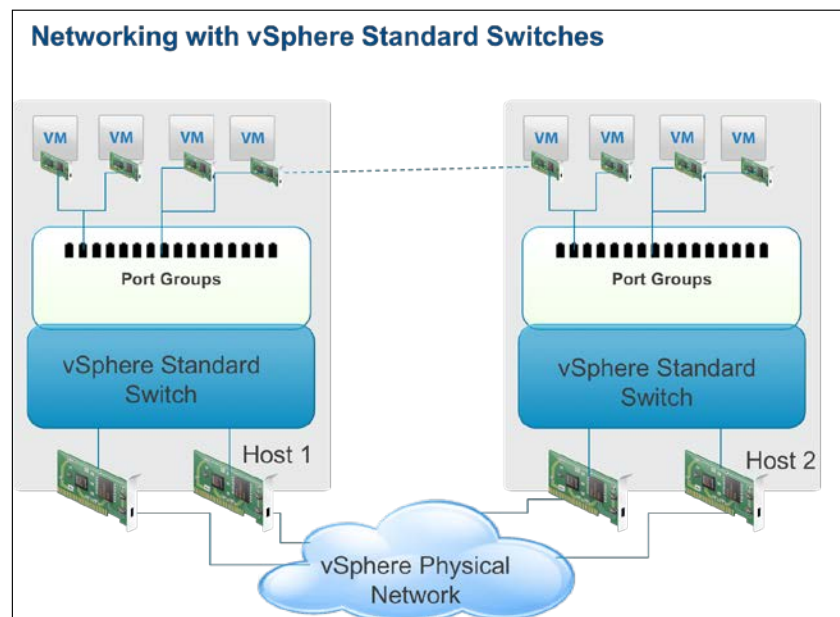 Networking with vSphere Standard Switches
VM VM VM VM
VM VM VM VM
Port Groups
Port Groups
vSphere Standard
Switch
vSphere Standard
Switch
Host 1
Host 2
vSphere Physical
Network